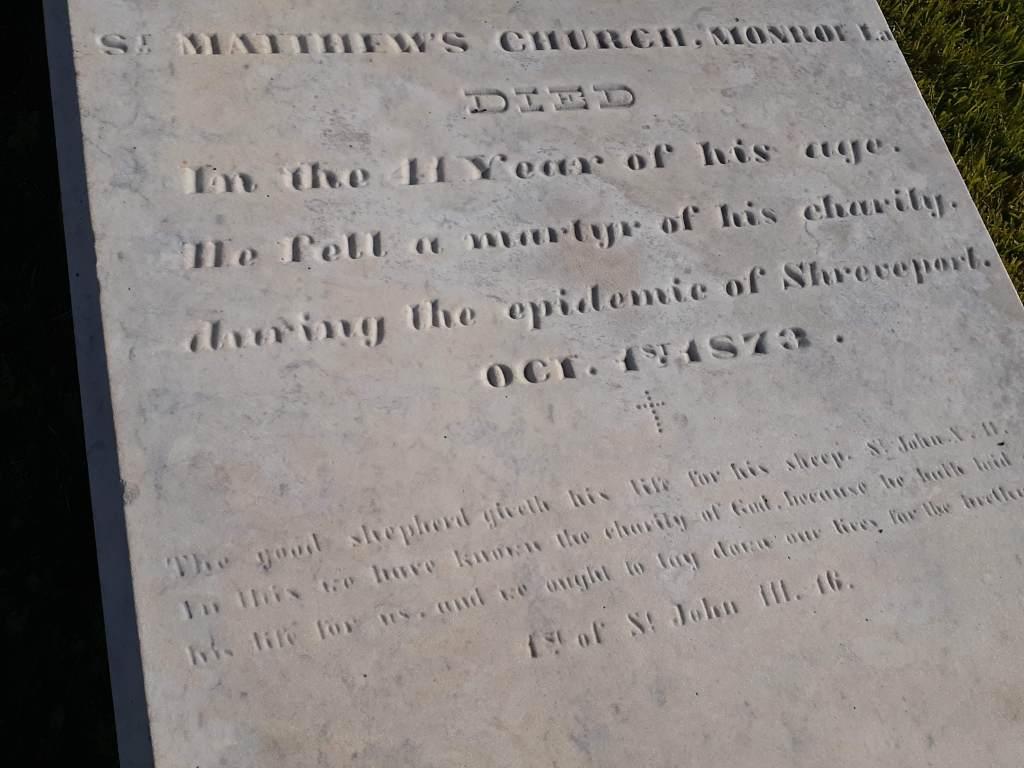 St MATTHEW'S CHURCH, MONROE La
DIED
In the 41 Year of his age.
He fell a martyr of his charity,
during the epidemic of Shreveport.
OCT. 1ST 1873.
The good shepherd giveth his life for his sheep. St John X. 11.
In this we have known the charity of God, because he hath laid
his life for us, and we ought to lay down our lives for the brethr
1st of St John III. 16.